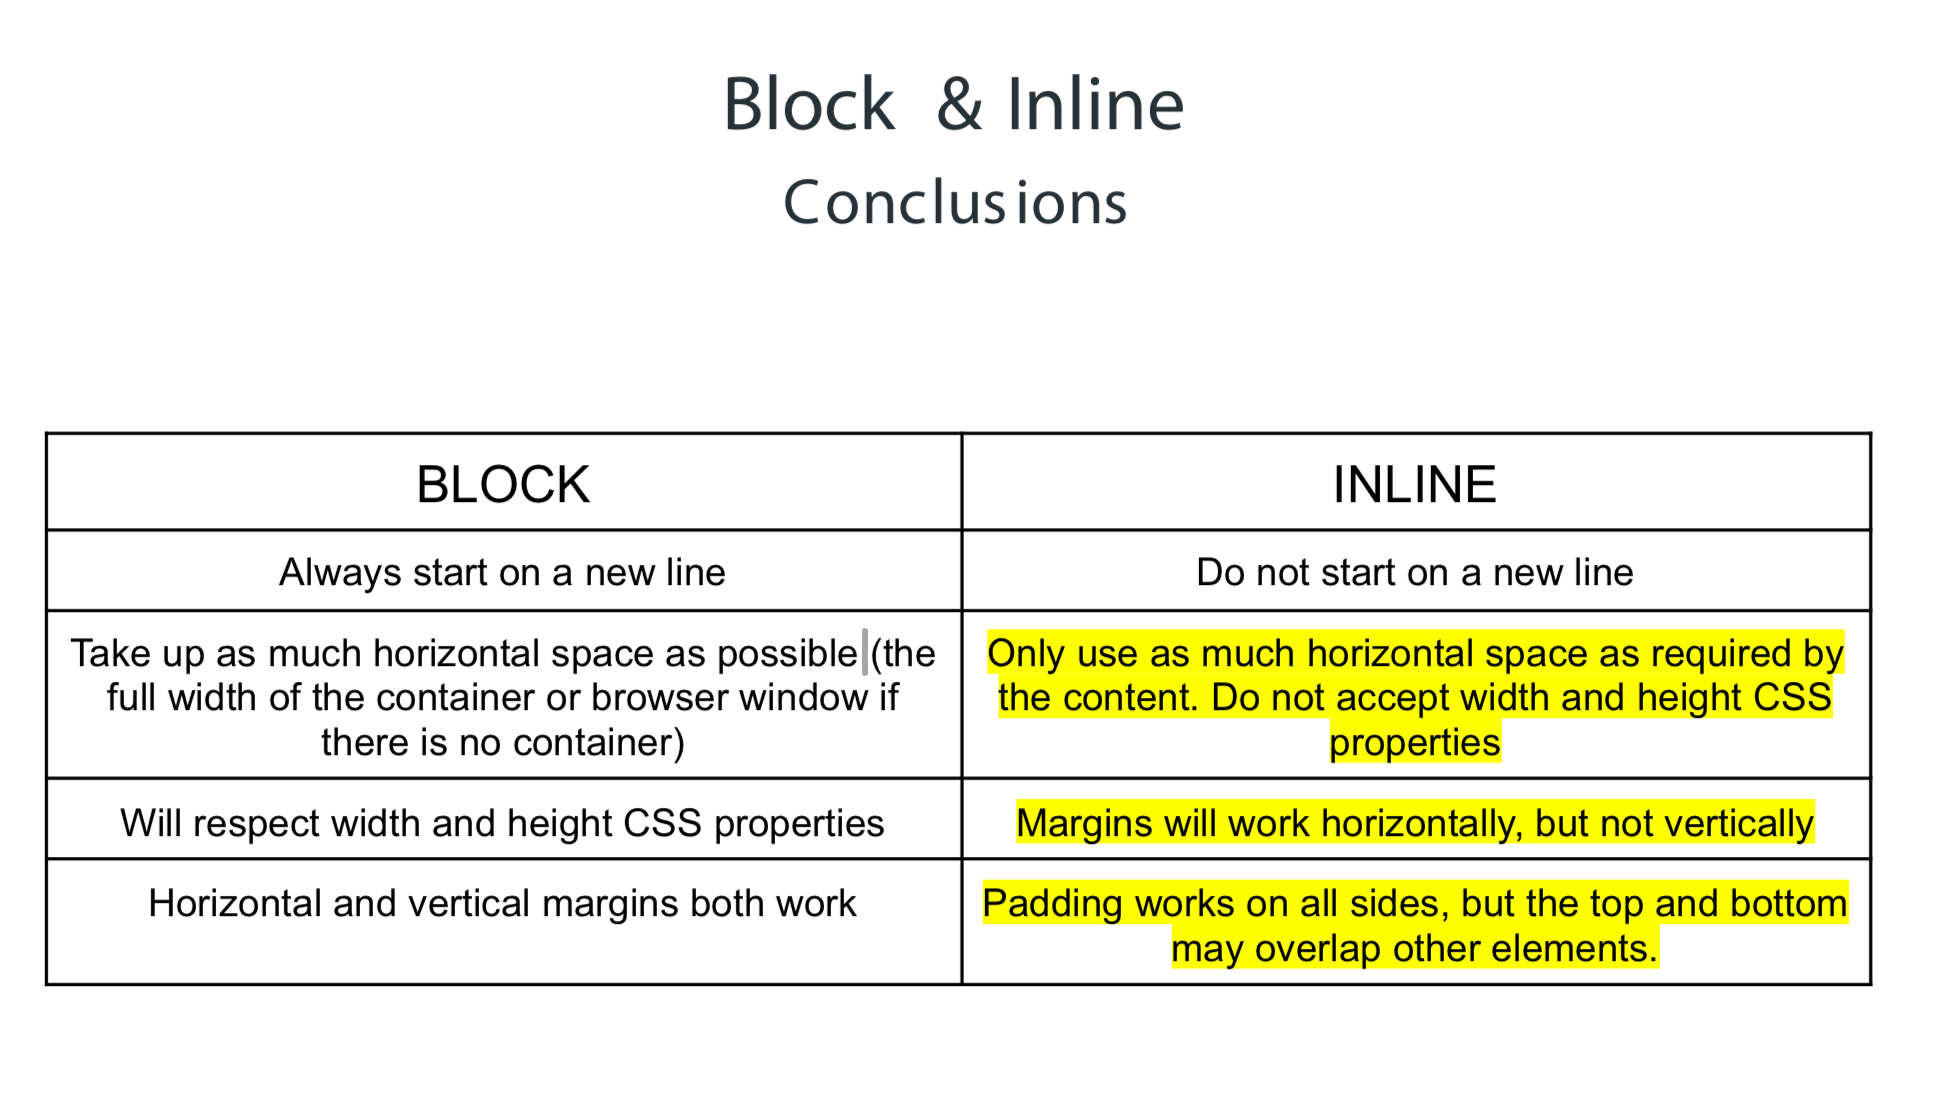 Block & Inline
Conclusions
BLOCK
INLINE
Always start on a new line
Do not start on a new line
Take up as much horizontal space as possible (the
full width of the container or browser window if
there is no container)
Only use as much horizontal space as required by
the content. Do not accept width and height CSS
properties
Will respect width and height CSS properties
Margins will work horizontally, but not vertically
Horizontal and vertical margins both work
Padding works on all sides, but the top and bottom
may overlap other elements.